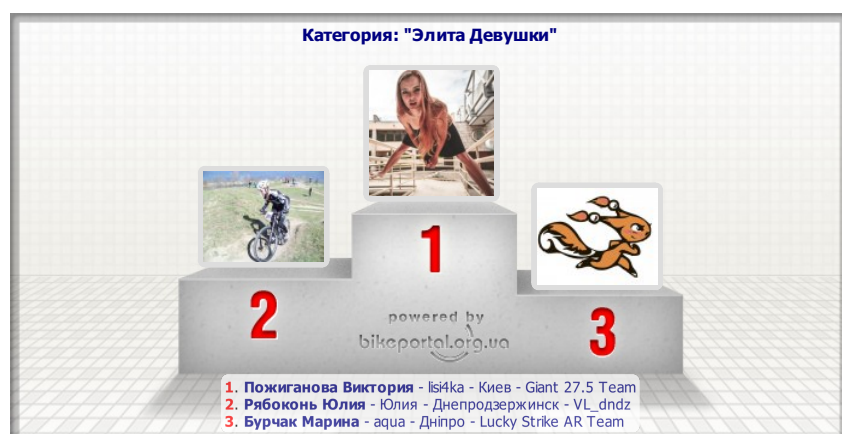 Категория: "Элита Девушки"
1
2
3
powered by
bikeportal.org.ua
1. Пожиганова Виктория - lisi4ka - Киев - Giant 27.5 Team
2. Рябоконь Юлия - Юлия - Днепродзержинск - VL_dndz
3. Бурчак Марина - aqua - Дніпро - Lucky Strike AR Team